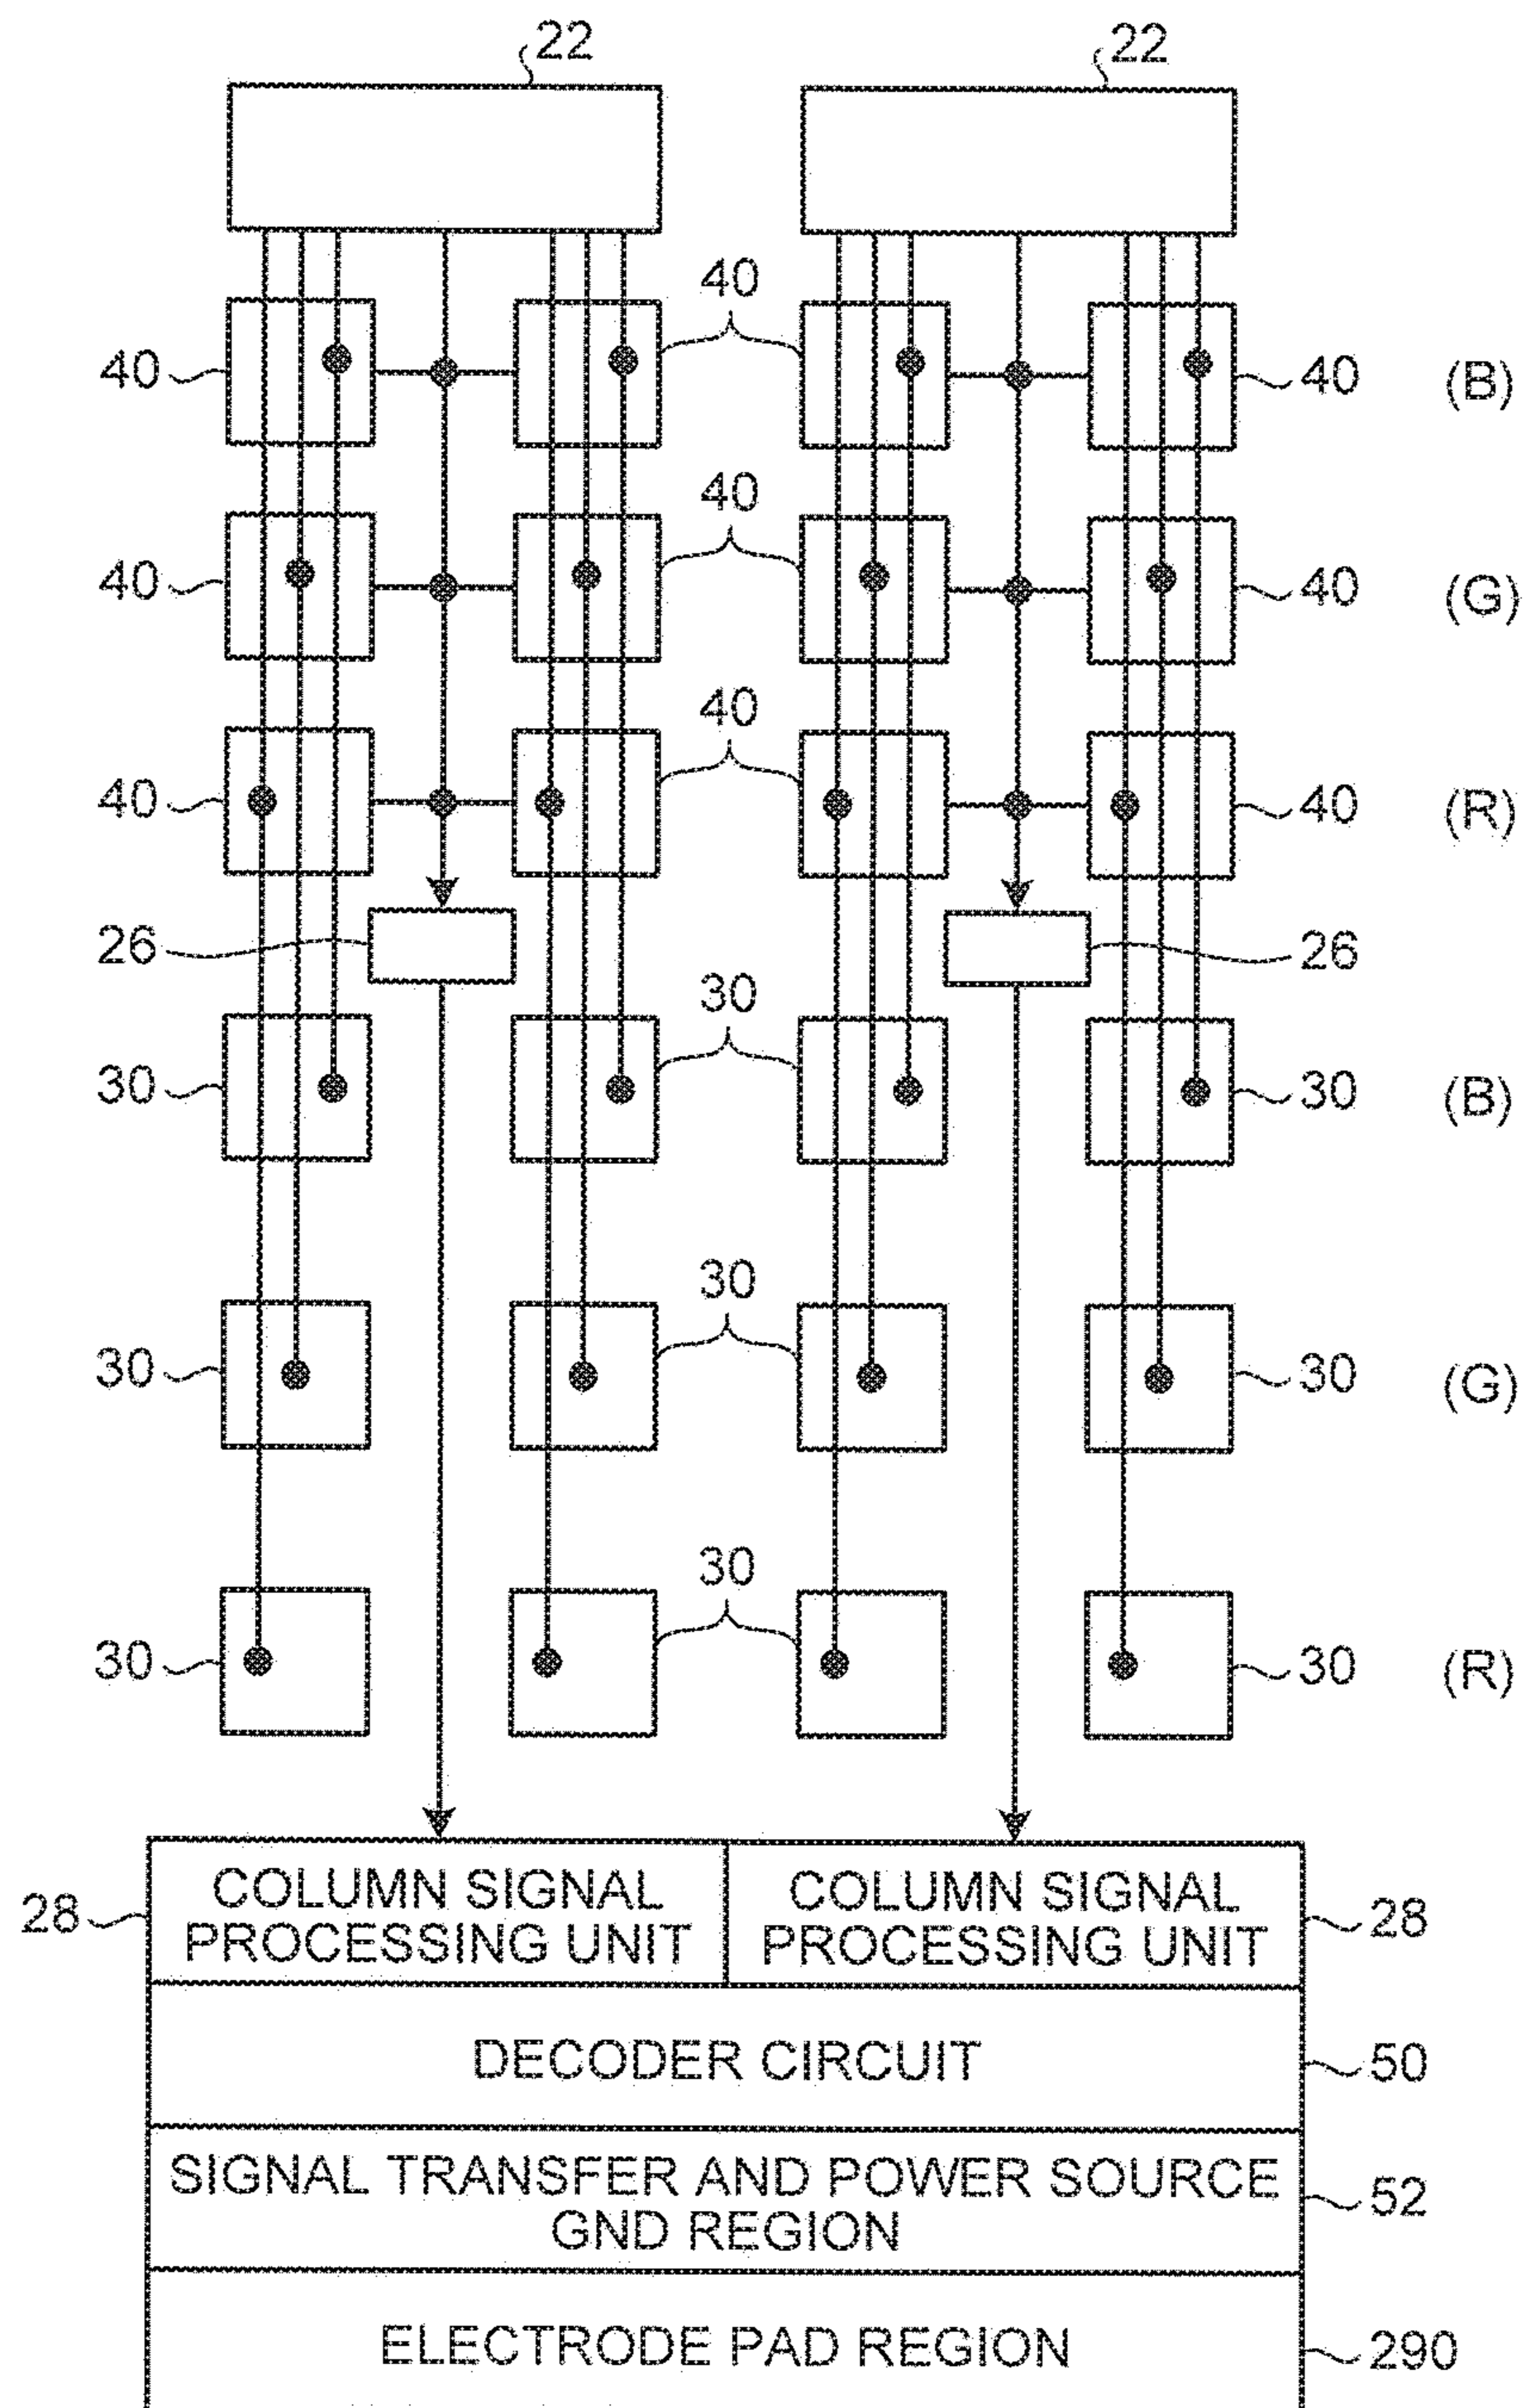 22 22
40
40 40 (B)
40
40 40 (G)
40
40 40 (R)
26 26
30
30 30 (B)
30
30 30 (G)
30
30 30 (R)
28 COLUMN SIGNAL PROCESSING UNIT COLUMN SIGNAL PROCESSING UNIT 28
DECODER CIRCUIT 50
SIGNAL TRANSFER AND POWER SOURCE
GND REGION 52
ELECTRODE PAD REGION 290